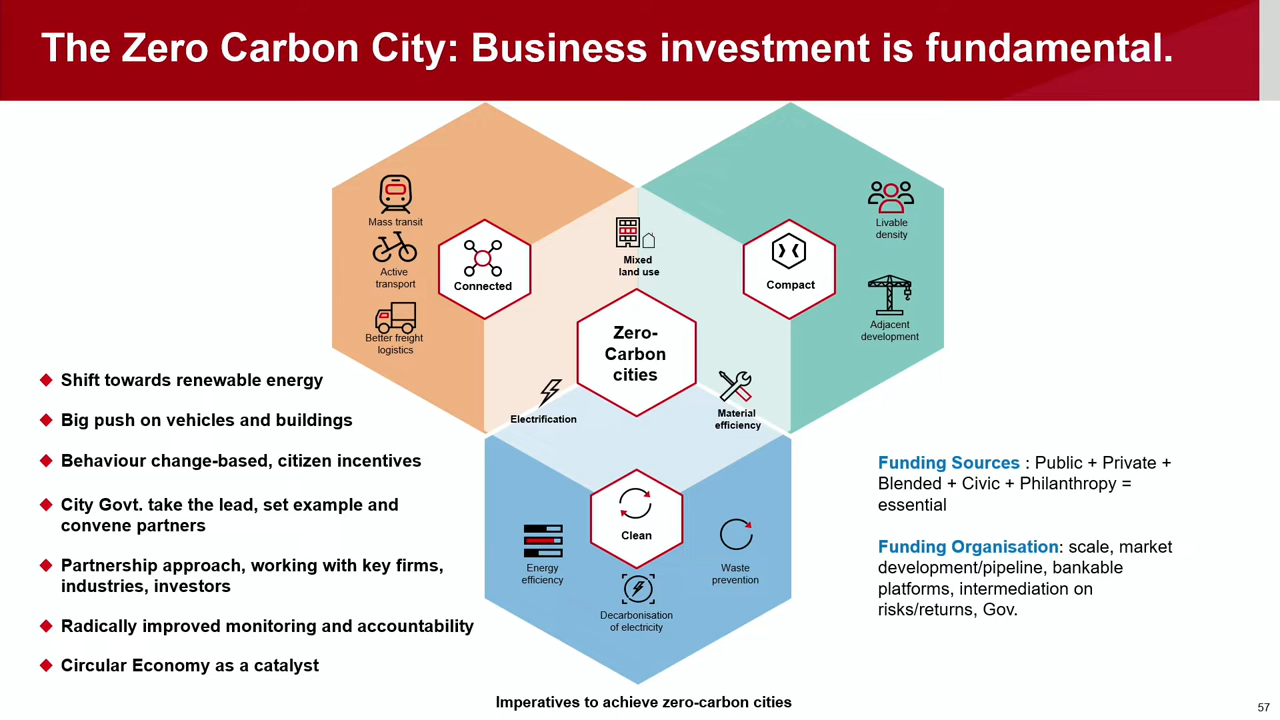 The Zero Carbon City: Business investment is fundamental.
Mass transit
Active
transport
Better freight
logistics
Connected
Mixed
land use
Compact
Livable
density
Adjacent
development
Zero-
Carbon
cities
Electrification
Material
efficiency
Clean
Energy
efficiency
Decarbonisation
of electricity
Waste
prevention
Shift towards renewable energy
Big push on vehicles and buildings
Behaviour change-based, citizen incentives
City Govt. take the lead, set example and
convene partners
Partnership approach, working with key firms,
industries, investors
Radically improved monitoring and accountability
Circular Economy as a catalyst
Funding Sources : Public + Private +
Blended + Civic + Philanthropy =
essential
Funding Organisation: scale, market
development/pipeline, bankable
platforms, intermediation on
risks/returns, Gov.
Imperatives to achieve zero-carbon cities
57